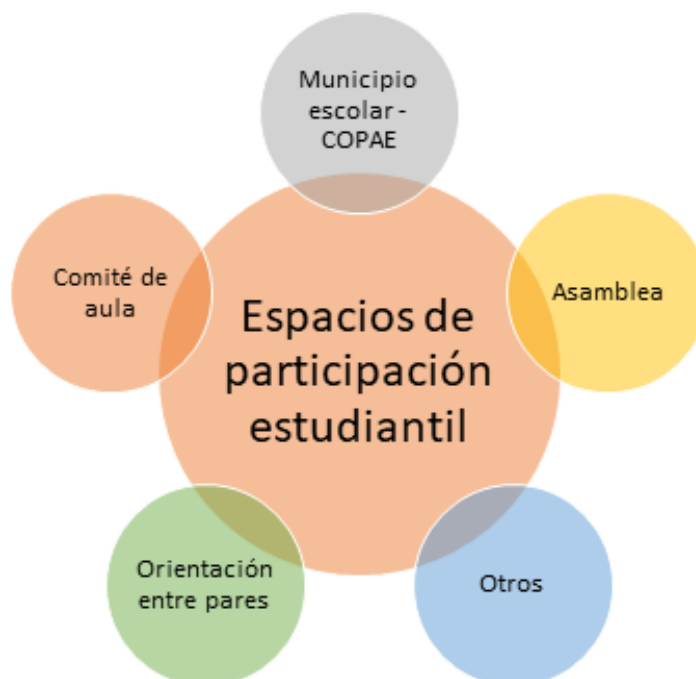 Municipio
escolar -
COPAE
Comité de
aula
Asamblea
Espacios de
participación
estudiantil
Orientación
entre pares
Otros